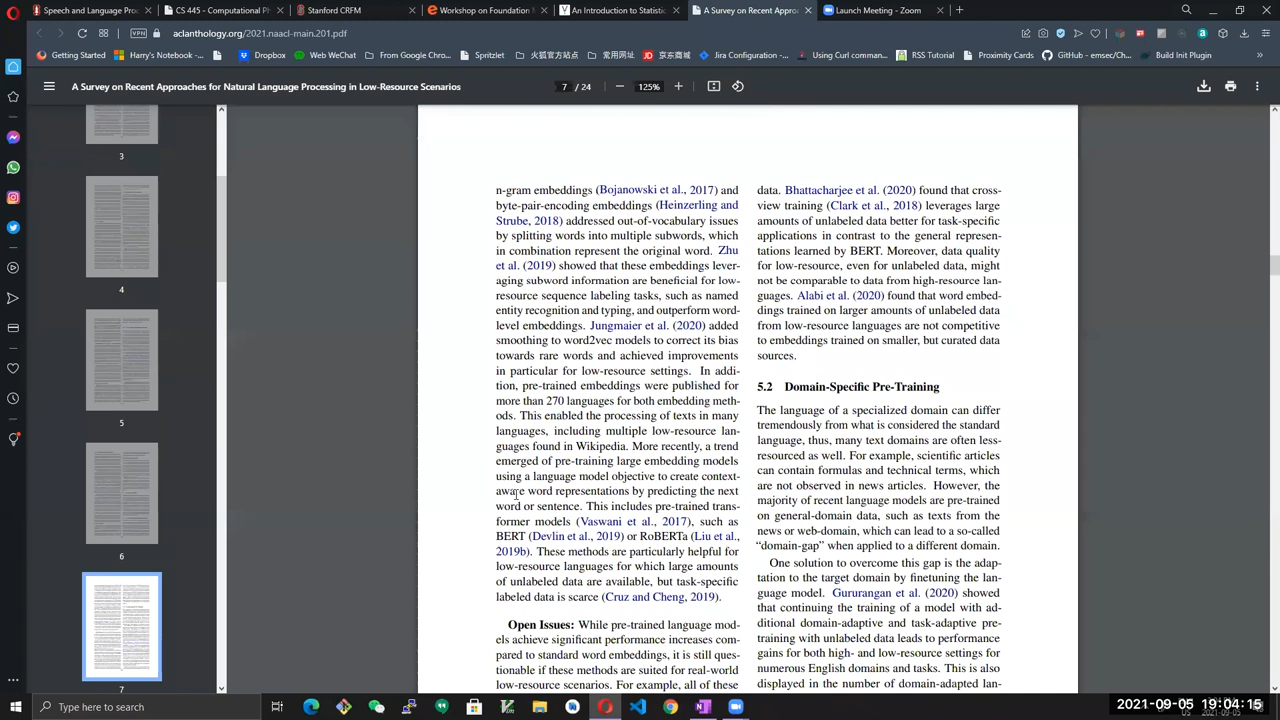 Speech and Language Proc
CS 445 - Computational P
Stanford CRFM
Workshop on Foundation M
An Introduction to Statistic
A Survey on Recent Approa
Launch Meeting - Zoom
VPN
aclanthology.org/2021.naacl-main.201.pdf
Getting Started
Harry's Notebook -...
Web WhatsApp
Dropbox
From Google Chrome
Spritzlet
火狐官方站点
常用网址
京东商城
Jira Configuration -...
Using Curl comman...
RSS Tutorial
Proximity Cards
GitHub - emsec/Em...
Build Init Plugin
A Survey on Recent Approaches for Natural Language Processing in Low-Resource Scenarios
7 / 24
125%
3
4
5
6
7
n-gram embeddings (Bojanowski et al., 2017) and
byte-pair-encoding embeddings (Heinzerling and
Strube, 2018) addressed out-of-vocabulary issues
by splitting words into multiple subwords, which
in combination represent the original word. Zhu
et al. (2019) showed that these embeddings lever-
aging subword information are beneficial for low-
resource sequence labeling tasks, such as named
entity recognition and typing, and outperform word-
level embeddings. Jungmaier et al. (2020) added
smoothing to word2vec models to correct its bias
towards rare words and achieved improvements
in particular for low-resource settings. In addi-
tion, pre-trained embeddings were published for
more than 270 languages for both embedding meth-
ods. This enabled the processing of texts in many
languages, including multiple low-resource lan-
guages found in Wikipedia. More recently, a trend
emerged of pre-training large embedding models
using a language model objective to create context-
aware word representations by predicting the next
word or sentence. This includes pre-trained trans-
former models (Vaswani et al., 2017), such as
BERT (Devlin et al., 2019) or RoBERTa (Liu et al.,
2019b). These methods are particularly helpful for
low-resource languages for which large amounts
of unlabeled data are available, but task-specific
labeled data is scarce (Cruz and Cheng, 2019).
Open Issues: While pre-trained language mod-
els achieve significant performance increases com-
pared to standard word embeddings, it is still ques-
tionable if these methods are suited for real-world
low-resource scenarios. For example, all of these
data. Bhattacharjee et al. (2020) found that cross-
view training (Clark et al., 2018) leverages large
amounts of unlabeled data better for task-specific
applications in contrast to the general represen-
tations learned by BERT. Moreover, data quality
for low-resource, even for unlabeled data, might
not be comparable to data from high-resource lan-
guages. Alabi et al. (2020) found that word embed-
dings trained on larger amounts of unlabeled data
from low-resource languages are not competitive
to embeddings trained on smaller, but curated data
sources.
5.2 Domain-Specific Pre-Training
The language of a specialized domain can differ
tremendously from what is considered the standard
language, thus, many text domains are often less-
resourced as well. For example, scientific articles
can contain formulas and technical terms, which
are not observed in news articles. However, the
majority of recent language models are pre-trained
on general-domain data, such as texts from the
news or web-domain, which can lead to a so-called
“domain-gap” when applied to a different domain.
One solution to overcome this gap is the adap-
tation to the target domain by finetuning the lan-
guage model. Gururangan et al. (2020) showed
that continuing the training of a model with ad-
ditional domain-adaptive and task-adaptive pre-
training with unlabeled data leads to performance
gains for both high- and low-resource settings for
numerous English domains and tasks. This is also
displayed in the number of domain-adapted lan-
Type here to search
2021-09-05 19:04:15